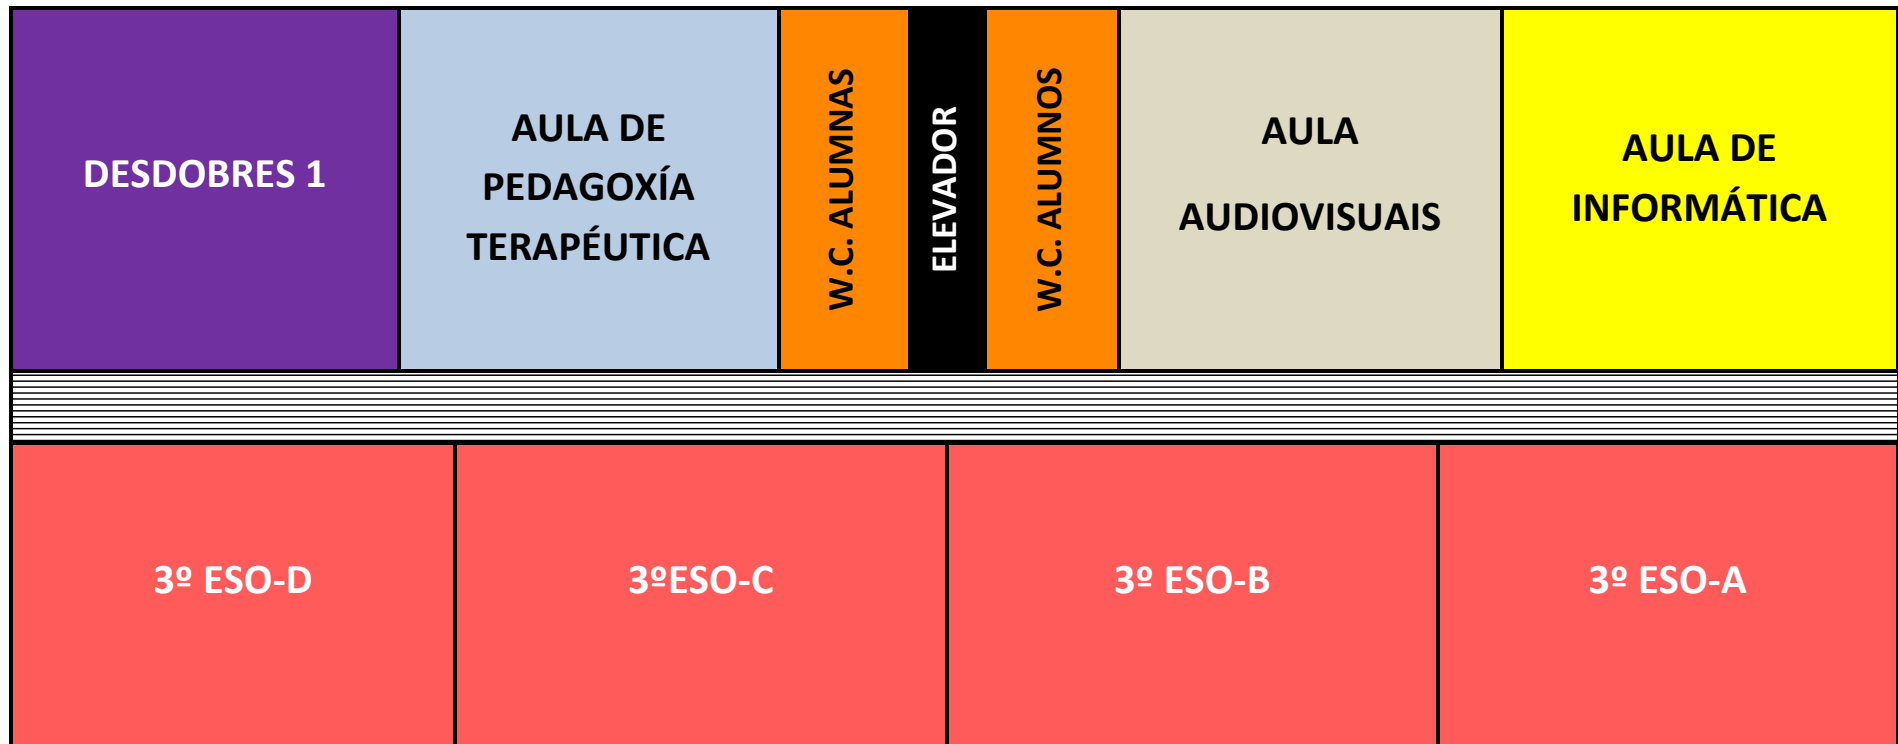 DESDOBRES 1
AULA DE
PEDAGOXÍA
TERAPÉUTICA
W.C. ALUMNAS
ELEVADOR
W.C. ALUMNOS
AULA
AUDIOVISUAIS
AULA DE
INFORMÁTICA
3º ESO-D
3ºESO-C
3º ESO-B
3º ESO-A